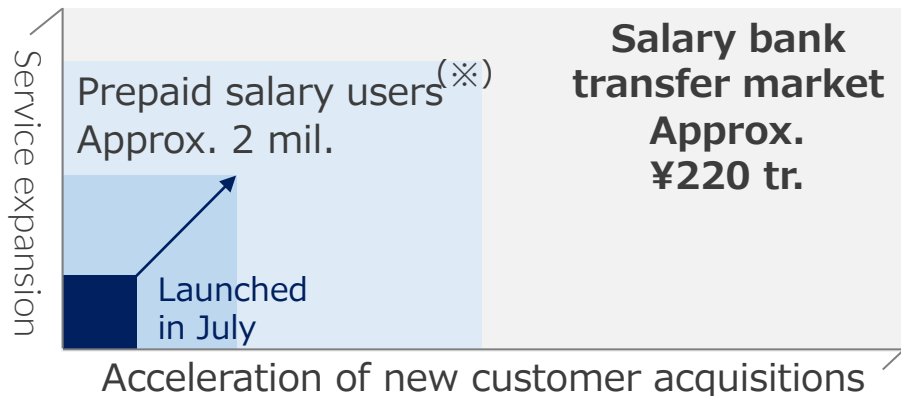 Service expansion
Prepaid salary users(※)
Approx. 2 mil.
Salary bank
transfer market
Approx.
¥220 tr.
Launched
in July
Acceleration of new customer acquisitions